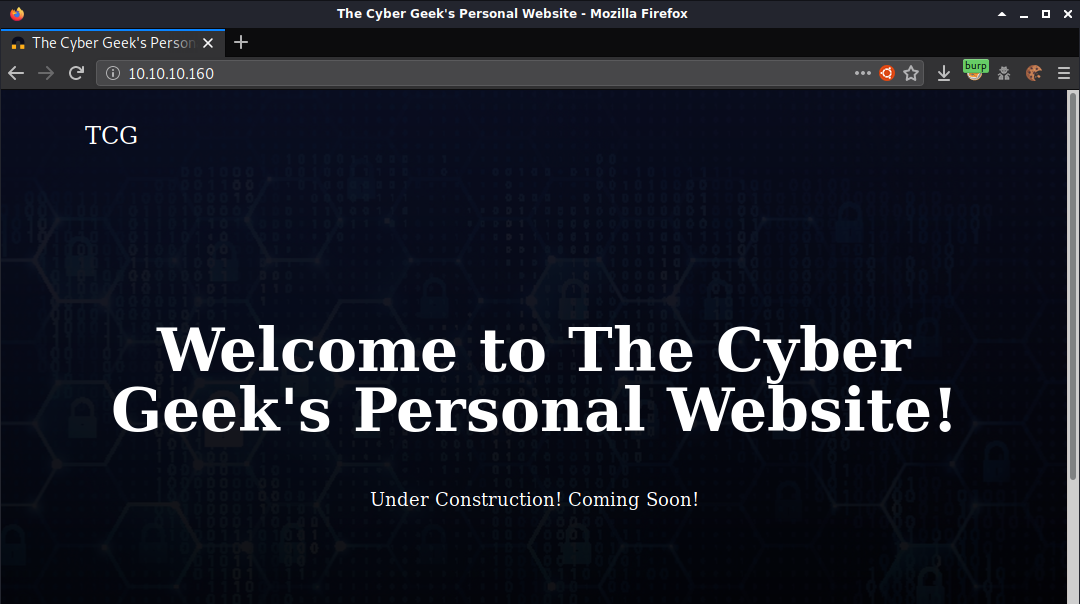 The Cyber Geek's Personal Website - Mozilla Firefox
The Cyber Geek's Person
10.10.10.160
burp
TCG
Welcome to The Cyber
Geek's Personal Website!
Under Construction! Coming Soon!